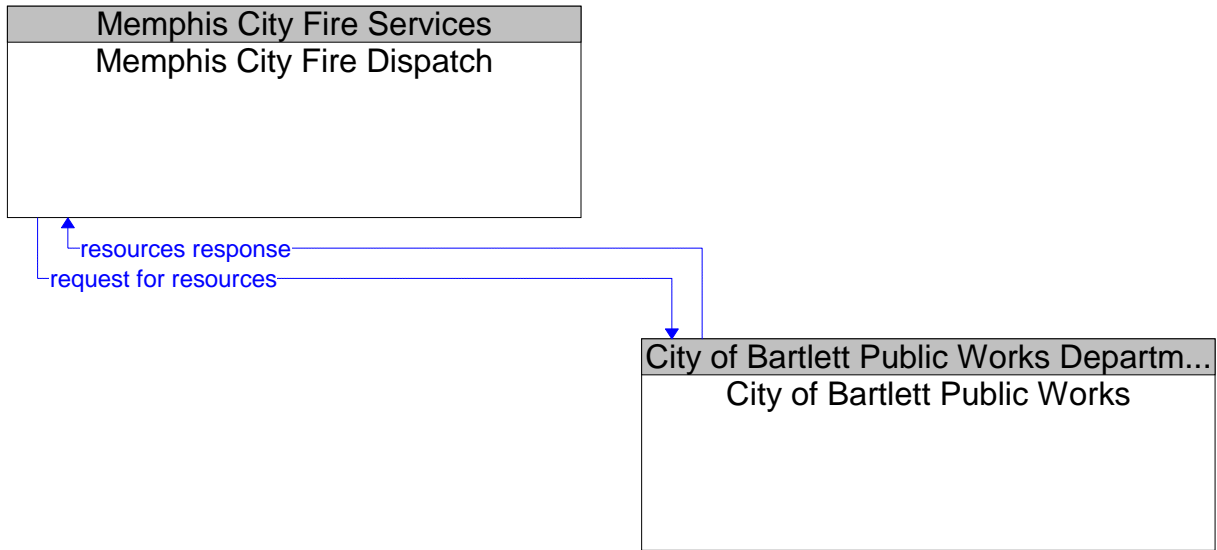 Memphis City Fire Services
Memphis City Fire Dispatch
resources response
request for resources
City of Bartlett Public Works Departm...
City of Bartlett Public Works